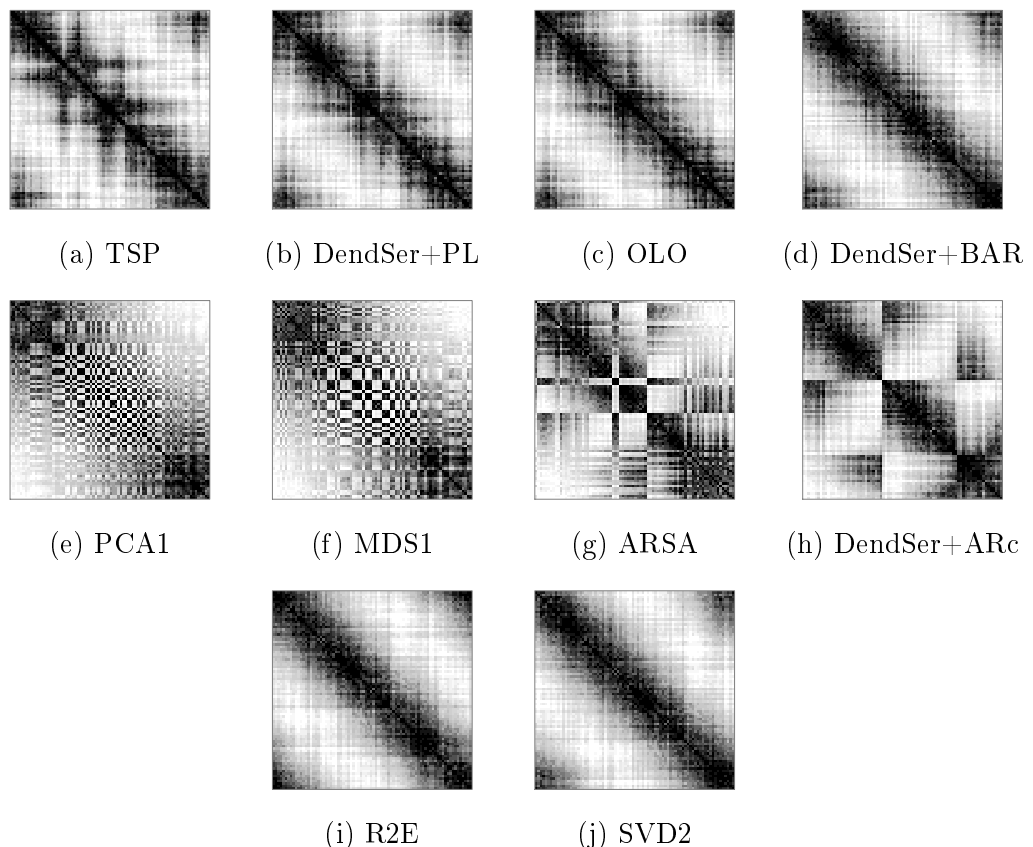 (a) TSP
(b) DendSer+PL
(c) OLO
(d) DendSer+BAR
(e) PCA1
(f) MDS1
(g) ARSA
(h) DendSer+ARc
(i) R2E
(j) SVD2